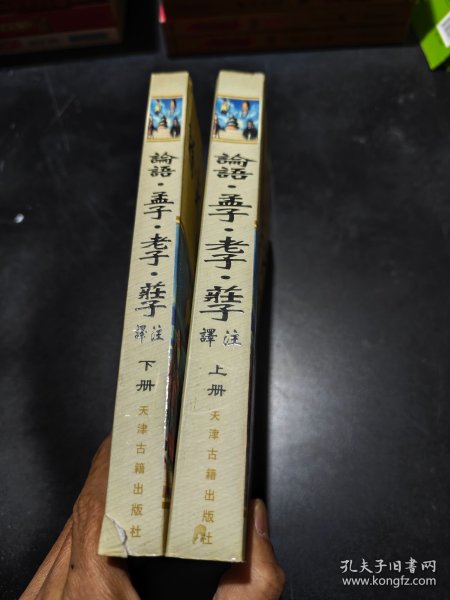 論語·孟子·老子·莊子
譯注
下册
天津古籍出版社
論語·孟子·老子·莊子
譯注
上册
天津古籍出版社
孔夫子旧书网
www.kongfz.com